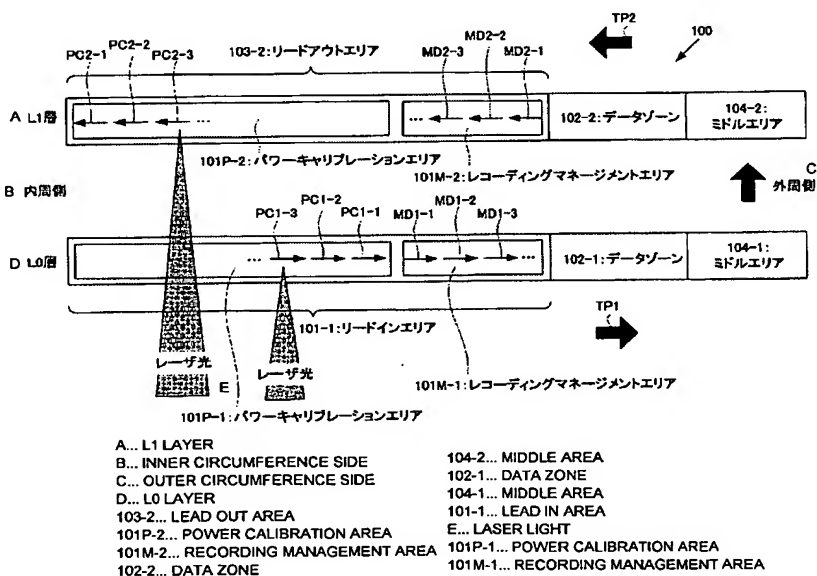 TP2
100
PC2-1
PC2-2
PC2-3
103-2:リードアウトエリア
MD2-3
MD2-2
MD2-1
A L1層
102-2:データゾーン
104-2:
ミドルエリア
101P-2:パワーキャリブレーションエリア
101M-2:レコーディングマネージメントエリア
B 内周側
C
外周側
PC1-3
PC1-2
PC1-1
MD1-1
MD1-2
MD1-3
D L0層
102-1:データゾーン
104-1:
ミドルエリア
TP1
101-1:リードインエリア
レーザ光
E
レーザ光
101M-1:レコーディングマネージメントエリア
101P-1:パワーキャリブレーションエリア
A... L1 LAYER
B... INNER CIRCUMFERENCE SIDE
C... OUTER CIRCUMFERENCE SIDE
D... L0 LAYER
103-2... LEAD OUT AREA
101P-2... POWER CALIBRATION AREA
101M-2... RECORDING MANAGEMENT AREA
102-2... DATA ZONE
104-2... MIDDLE AREA
102-1... DATA ZONE
104-1... MIDDLE AREA
101-1... LEAD IN AREA
E... LASER LIGHT
101P-1... POWER CALIBRATION AREA
101M-1... RECORDING MANAGEMENT AREA